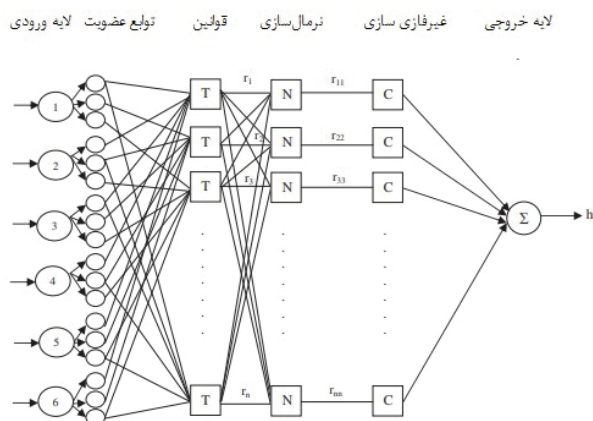 لایه ورودی توابع عضویت قوانین نرمال‌سازی غیرفازی سازی لایه خروجی
1 T r1 N r11 C
2 T r2 N r22 C
3 T r3 N r33 C
Σ h
4
5
6 T rn N rnn C